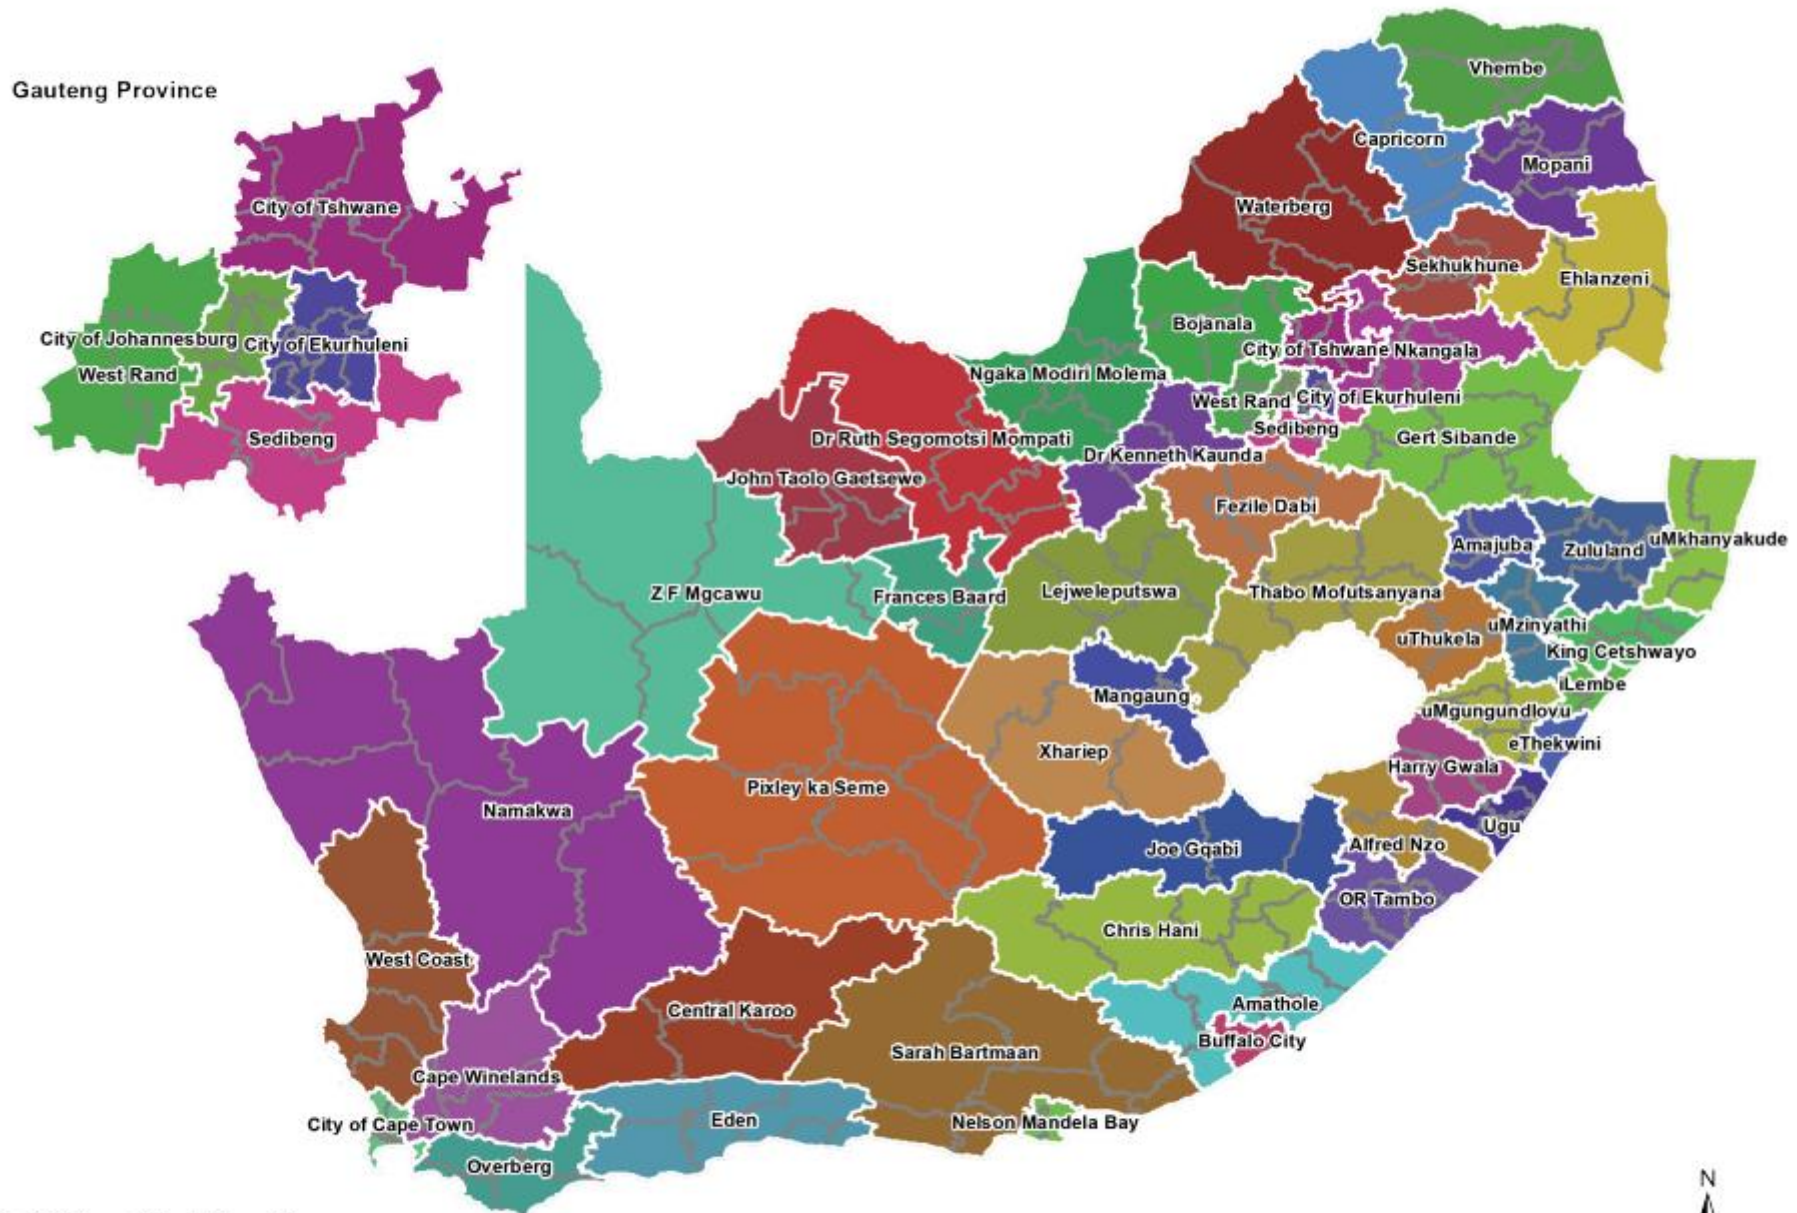 Gauteng Province
City of Tshwane
City of Johannesburg
City of Ekurhuleni
West Rand
Sedibeng
Vhembe
Capricorn
Mopani
Waterberg
Sekhukhune
Ehlanzeni
Bojanala
City of Tshwane
Nkangala
Ngaka Modiri Molema
West Rand
City of Ekurhuleni
Sedibeng
Gert Sibande
Dr Ruth Segomotsi Mompati
Dr Kenneth Kaunda
John Taolo Gaetsewe
Fezile Dabi
Amajuba
Zululand
uMkhanyakude
Z F Mgcawu
Frances Baard
Lejweleputswa
Thabo Mofutsanyana
uMzinyathi
uThukela
King Cetshwayo
iLembe
Mangaung
uMgungundlovu
eThekwini
Xhariep
Harry Gwala
Pixley ka Seme
Namakwa
Ugu
Joe Gqabi
Alfred Nzo
OR Tambo
Chris Hani
West Coast
Central Karoo
Amathole
Buffalo City
Sarah Bartmaan
Cape Winelands
City of Cape Town
Eden
Nelson Mandela Bay
Overberg
N